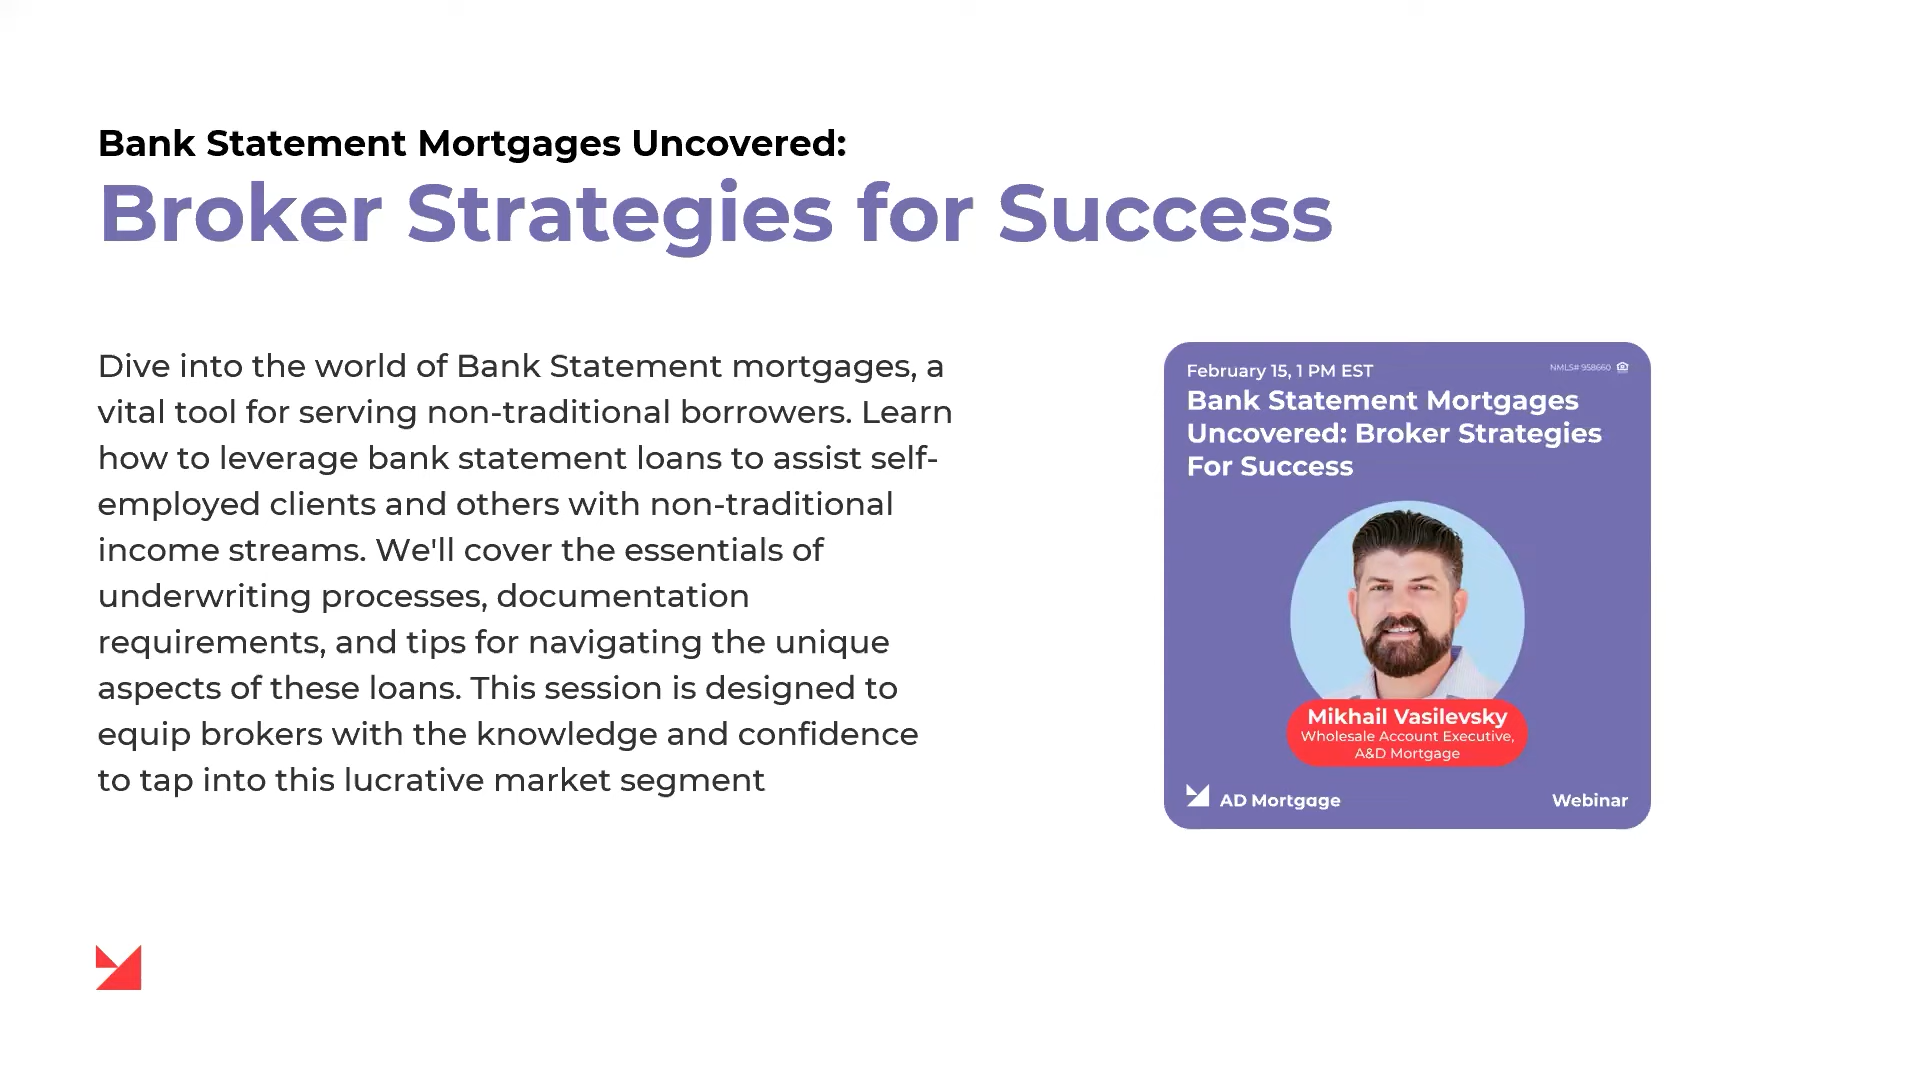 Bank Statement Mortgages Uncovered:
Broker Strategies for Success
Dive into the world of Bank Statement mortgages, a
vital tool for serving non-traditional borrowers. Learn
how to leverage bank statement loans to assist self-
employed clients and others with non-traditional
income streams. We'll cover the essentials of
underwriting processes, documentation
requirements, and tips for navigating the unique
aspects of these loans. This session is designed to
equip brokers with the knowledge and confidence
to tap into this lucrative market segment
February 15, 1 PM EST
NMLS# 958660
Bank Statement Mortgages
Uncovered: Broker Strategies
For Success
Mikhail Vasilevsky
Wholesale Account Executive,
A&D Mortgage
AD Mortgage
Webinar